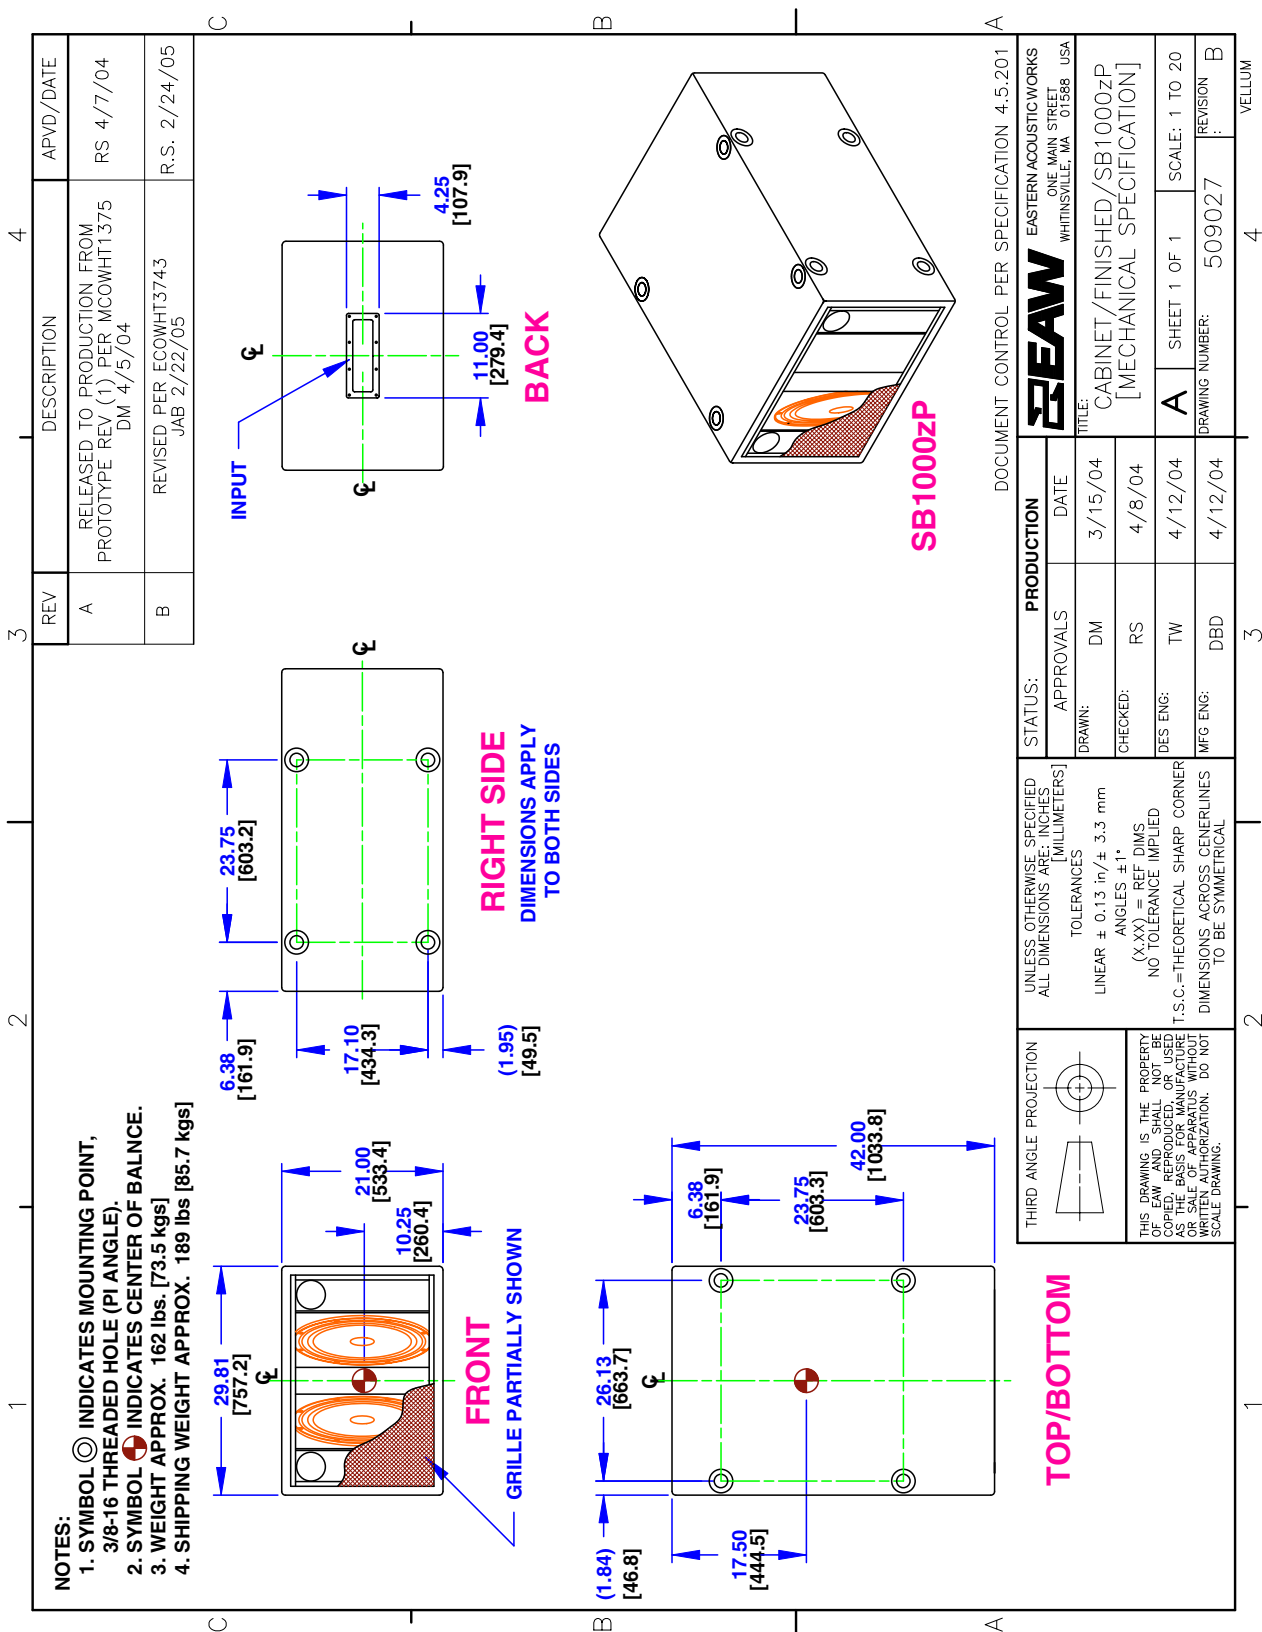 NOTES:
1. SYMBOL INDICATES MOUNTING POINT,
3/8-16 THREADED HOLE (PI ANGLE).
2. SYMBOL INDICATES CENTER OF BALNCE.
3. WEIGHT APPROX. 162 lbs. [73.5 kgs]
4. SHIPPING WEIGHT APPROX. 189 lbs [85.7 kgs]
1
2
3
4
C
B
A
REV
DESCRIPTION
APVD/DATE
A
RELEASED TO PRODUCTION FROM
PROTOTYPE REV (1) PER MCOWHT1375
DM 4/5/04
RS 4/7/04
B
REVISED PER ECOWHT3743
JAB 2/22/05
R.S. 2/24/05
29.81
[757.2]
21.00
[533.4]
10.25
[260.4]
FRONT
GRILLE PARTIALLY SHOWN
6.38
[161.9]
23.75
[603.2]
17.10
[434.3]
(1.95)
[49.5]
RIGHT SIDE
DIMENSIONS APPLY
TO BOTH SIDES
INPUT
4.25
[107.9]
11.00
[279.4]
BACK
(1.84)
[46.8]
26.13
[663.7]
6.38
[161.9]
23.75
[603.3]
42.00
[1033.8]
17.50
[444.5]
TOP/BOTTOM
SB1000zP
DOCUMENT CONTROL PER SPECIFICATION 4.5.201
THIRD ANGLE PROJECTION
THIS DRAWING IS THE PROPERTY
OF EAW AND SHALL NOT BE
COPIED, REPRODUCED, OR USED
AS THE BASIS FOR MANUFACTURE
OR SALE OF APPARATUS WITHOUT
WRITTEN AUTHORIZATION. DO NOT
SCALE DRAWING.
UNLESS OTHERWISE SPECIFIED
ALL DIMENSIONS ARE: INCHES
[MILLIMETERS]
TOLERANCES
LINEAR ± 0.13 in/± 3.3 mm
ANGLES ±1°
(X.XX) = REF DIMS
NO TOLERANCE IMPLIED
T.S.C.=THEORETICAL SHARP CORNER
DIMENSIONS ACROSS CENERLINES
TO BE SYMMETRICAL
STATUS: PRODUCTION
APPROVALS
DATE
DRAWN: DM 3/15/04
CHECKED: RS 4/8/04
DES ENG: TW 4/12/04
MFG ENG: DBD 4/12/04
EAW
EASTERN ACOUSTIC WORKS
ONE MAIN STREET
WHITINSVILLE, MA 01588 USA
TITLE:
CABINET/FINISHED/SB1000zP
[MECHANICAL SPECIFICATION]
A
SHEET 1 OF 1
SCALE: 1 TO 20
DRAWING NUMBER:
509027
REVISION
:
B
1
2
3
4
C
B
A
VELLUM